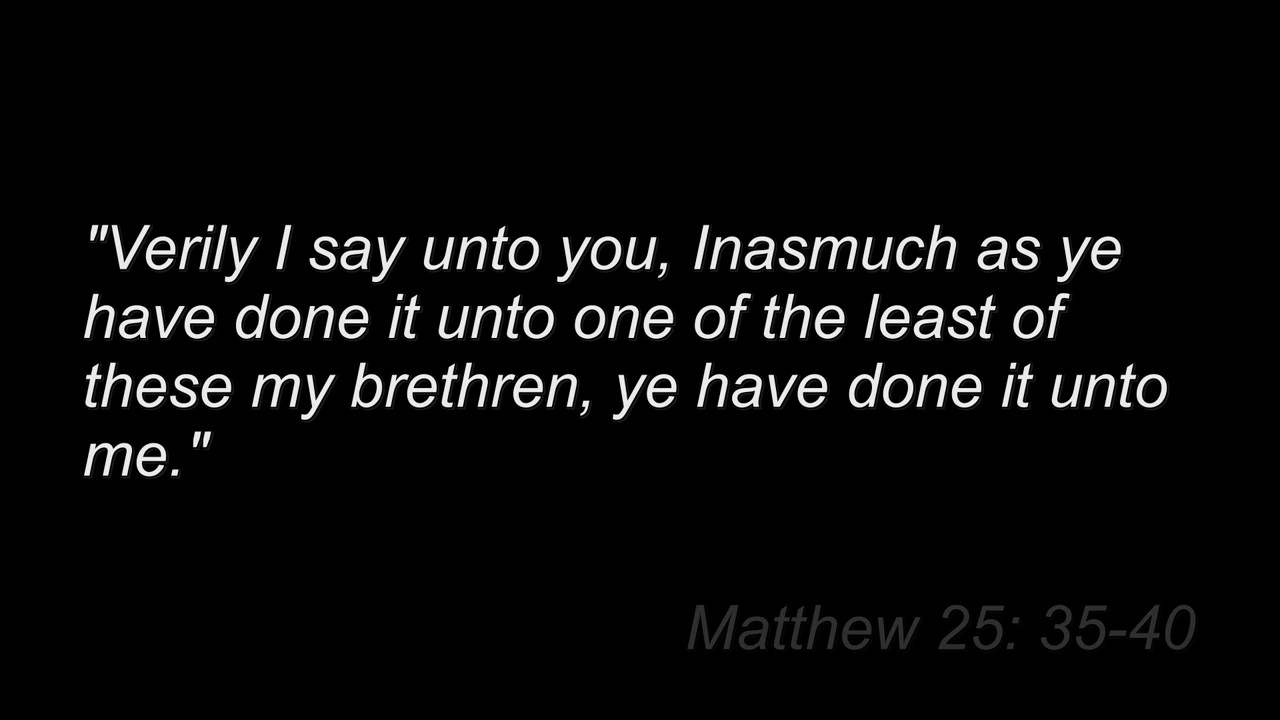 "Verily I say unto you, Inasmuch as ye
have done it unto one of the least of
these my brethren, ye have done it unto
me."
Matthew 25: 35-40